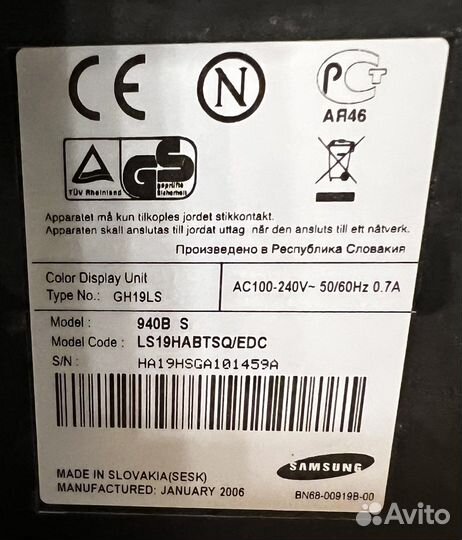 CE N РСТ
АЯ46
TÜV Rheinland GS geprüfte Sicherheit
Apparatet må kun tilkoples jordet stikkontakt.
Apparaten skall anslutas till jordat uttag när den ansluts till ett nätverk.
Произведено в Республика Словакия
Color Display Unit
Type No.: GH19LS
AC100-240V~ 50/60Hz 0.7A
Model : 940B S
Model Code : LS19HABTSQ/EDC
S/N : HA19HSGA101459A
MADE IN SLOVAKIA(SESK)
MANUFACTURED: JANUARY 2006
SAMSUNG
BN68-00919B-00
Avito